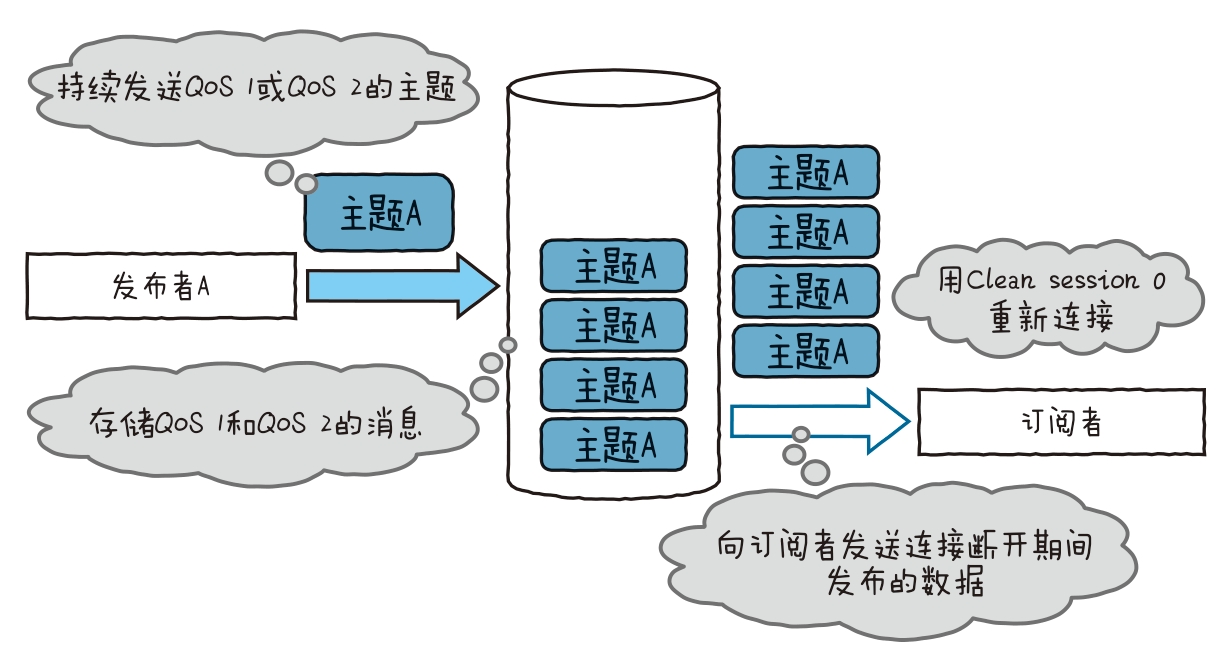 持续发送QoS 1或QoS 2的主题
主题A
发布者A
存储QoS 1和QoS 2的消息
主题A
主题A
主题A
主题A
主题A
主题A
主题A
主题A
用Clean session 0
重新连接
订阅者
向订阅者发送连接断开期间
发布的数据